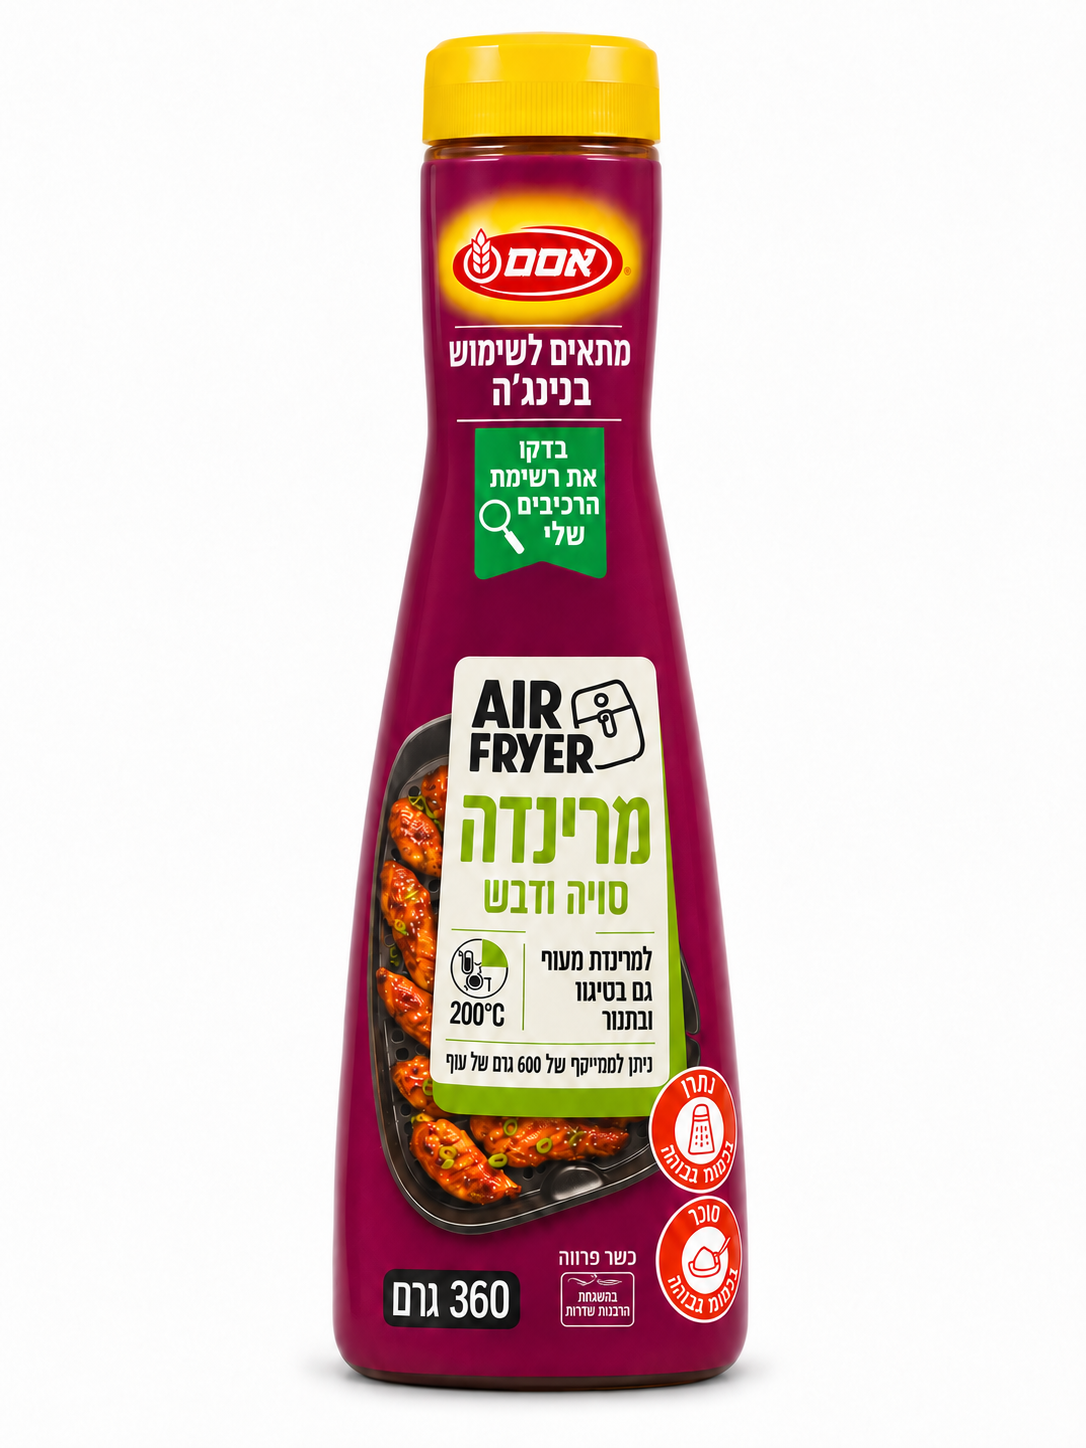 אסם
מתאים לשימוש
בנינג'ה
בדקו
את רשימת
הרכיבים
שלי
AIR
FRYER
מרינדה
סויה ודבש
200°C
למרינדת מעוף
גם בטיגוו
ובתנור
ניתן לממייקף של 600 גרם של עוף
נתרן
בכמות גבוהה
סוכר
בכמות גבוהה
כשר פרווה
בהשגחת
הרבנות שדרות
360 גרם